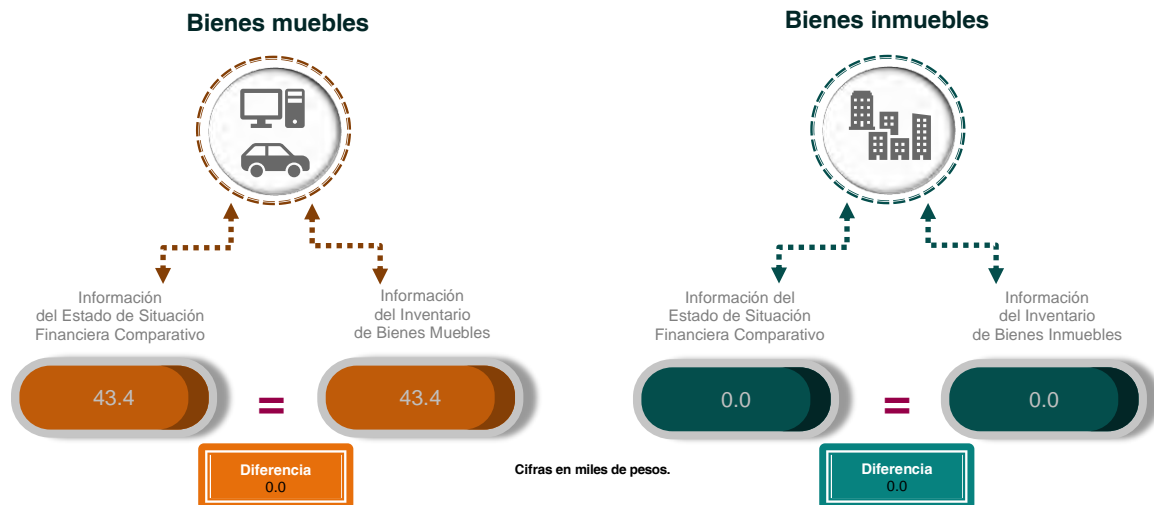 Bienes muebles
Información
del Estado de Situación
Financiera Comparativo
Información
del Inventario
de Bienes Muebles
43.4
=
43.4
Diferencia
0.0
Cifras en miles de pesos.
Bienes inmuebles
Información del
Estado de Situación
Financiera Comparativo
Información
del Inventario
de Bienes Inmuebles
0.0
=
0.0
Diferencia
0.0